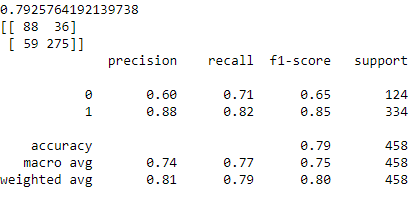 0.7925764192139738
[[ 88  36]
 [ 59 275]]
              precision    recall  f1-score   support

           0       0.60      0.71      0.65       124
           1       0.88      0.82      0.85       334

    accuracy                           0.79       458
   macro avg       0.74      0.77      0.75       458
weighted avg       0.81      0.79      0.80       458